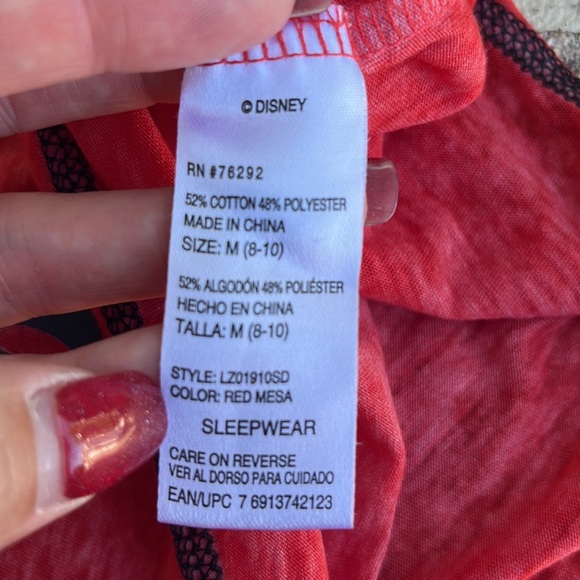 © DISNEY
RN #76292
52% COTTON 48% POLYESTER
MADE IN CHINA
SIZE: M (8-10)
52% ALGODÓN 48% POLIÉSTER
HECHO EN CHINA
TALLA: M (8-10)
STYLE: LZ01910SD
COLOR: RED MESA
SLEEPWEAR
CARE ON REVERSE
VER AL DORSO PARA CUIDADO
EAN/UPC 7 6913742123